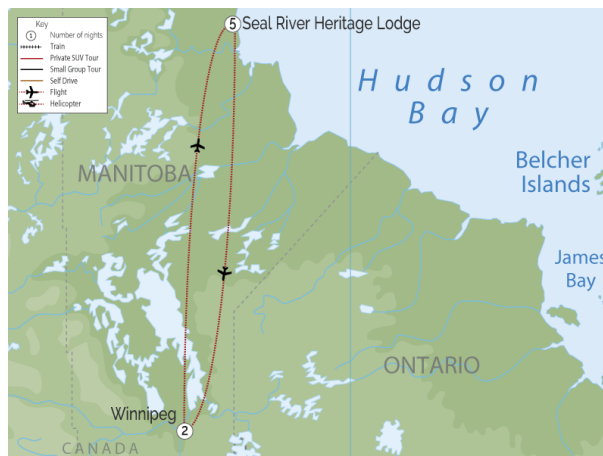 Key
1 Number of nights
Train
Private SUV Tour
Small Group Tour
Self Drive
Flight
Helicopter
5 Seal River Heritage Lodge
Hudson
Bay
MANITOBA
Belcher
Islands
James
Bay
ONTARIO
Winnipeg
2
CANADA